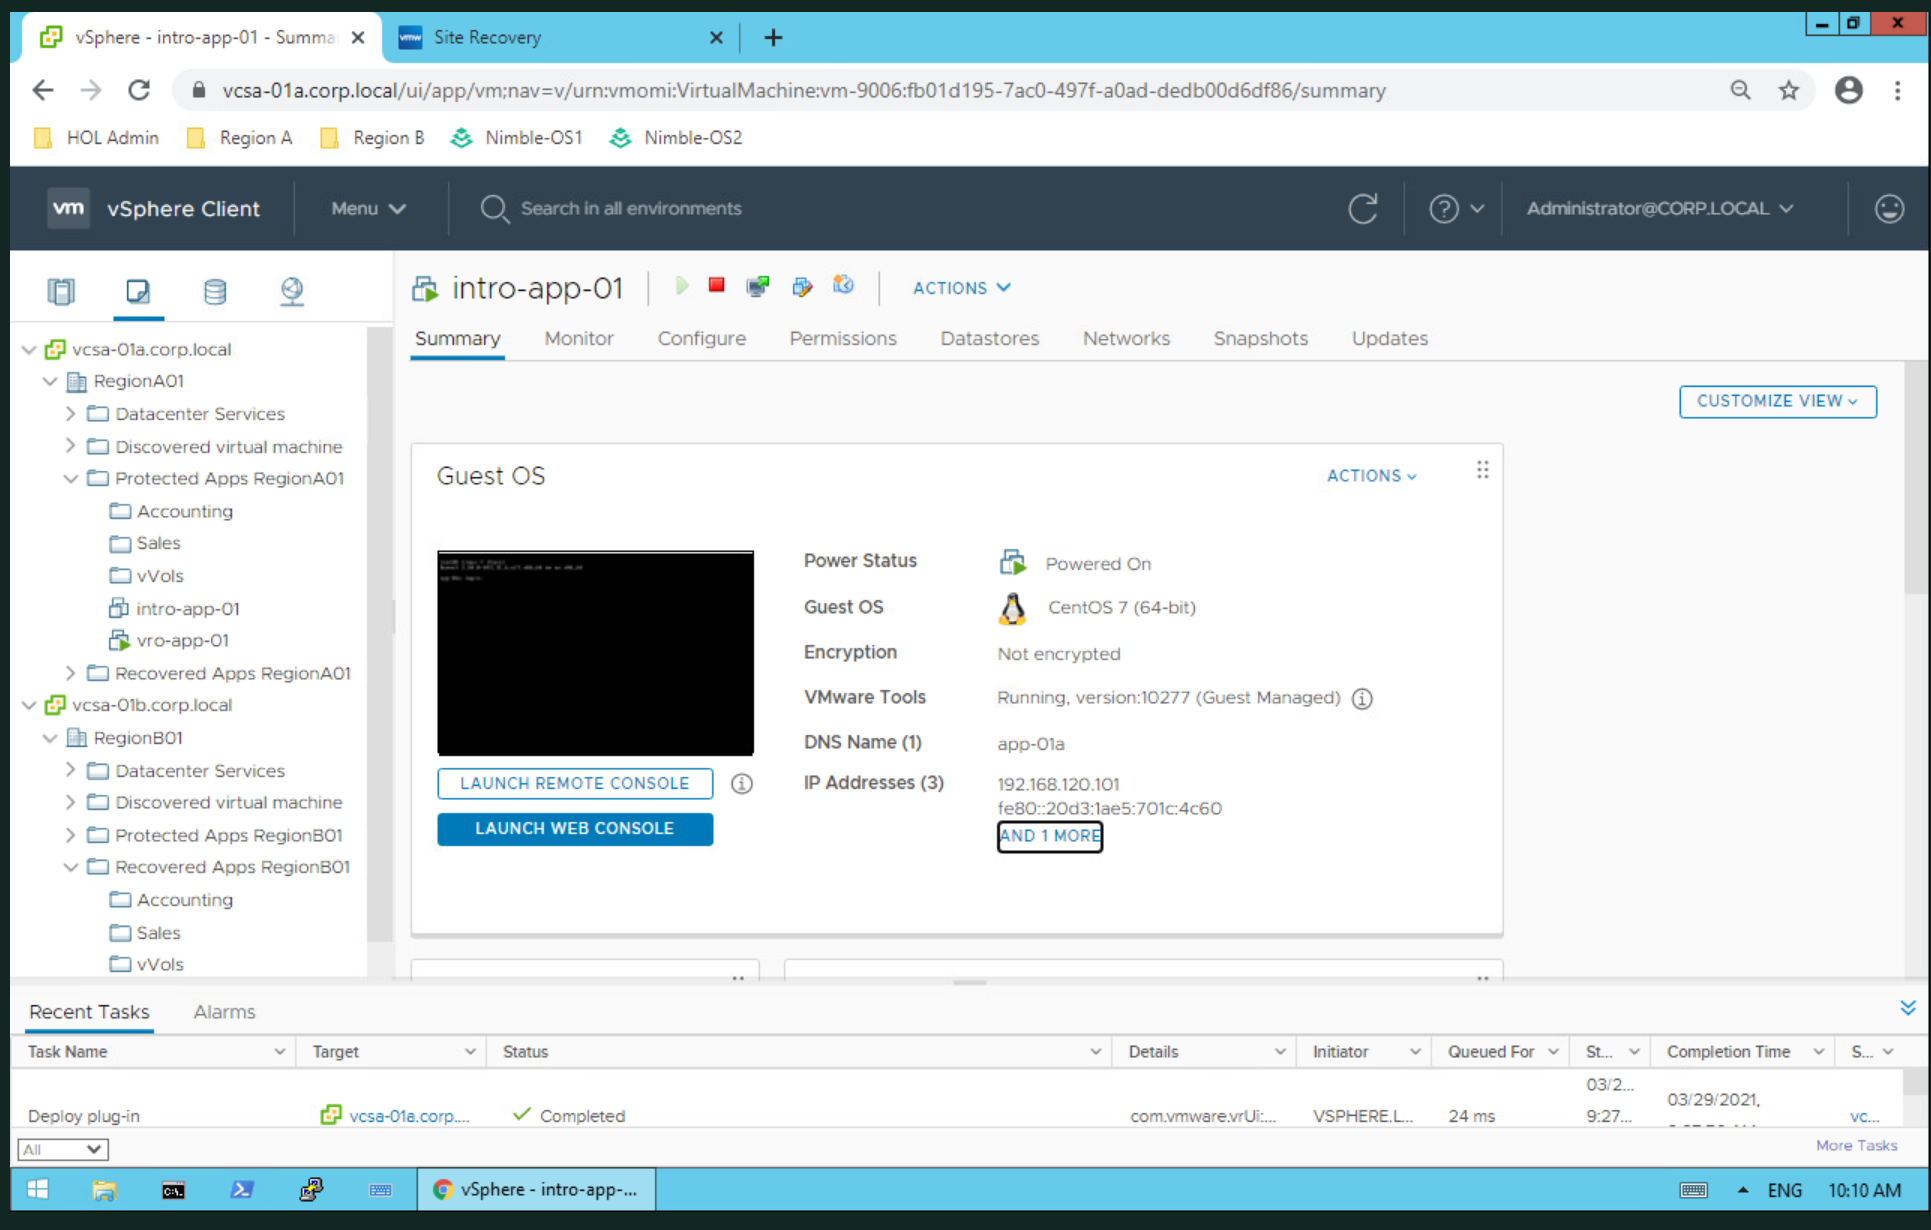 vSphere - intro-app-01 - Summa
vmw Site Recovery
vcsa-01a.corp.local/ui/app/vm;nav=v/urn:vmomi:VirtualMachine:vm-9006:fb01d195-7ac0-497f-a0ad-dedb00d6df86/summary
HOL Admin Region A Region B Nimble-OS1 Nimble-OS2
vm vSphere Client Menu Search in all environments Administrator@CORP.LOCAL
vcsa-01a.corp.local
RegionA01
Datacenter Services
Discovered virtual machine
Protected Apps RegionA01
Accounting
Sales
vVols
intro-app-01
vro-app-01
Recovered Apps RegionA01
vcsa-01b.corp.local
RegionB01
Datacenter Services
Discovered virtual machine
Protected Apps RegionB01
Recovered Apps RegionB01
Accounting
Sales
vVols
intro-app-01 ACTIONS
Summary Monitor Configure Permissions Datastores Networks Snapshots Updates
CUSTOMIZE VIEW
Guest OS ACTIONS
LAUNCH REMOTE CONSOLE
LAUNCH WEB CONSOLE
Power Status Powered On
Guest OS CentOS 7 (64-bit)
Encryption Not encrypted
VMware Tools Running, version:10277 (Guest Managed)
DNS Name (1) app-01a
IP Addresses (3) 192.168.120.101
fe80::20d3:1ae5:701c:4c60
AND 1 MORE
Recent Tasks Alarms
Task Name Target Status Details Initiator Queued For St... Completion Time S...
Deploy plug-in vcsa-01a.corp.... Completed com.vmware.vrUi:... VSPHERE.L... 24 ms 03/2... 9:27... 03/29/2021, vc...
All More Tasks
vSphere - intro-app-... ENG 10:10 AM